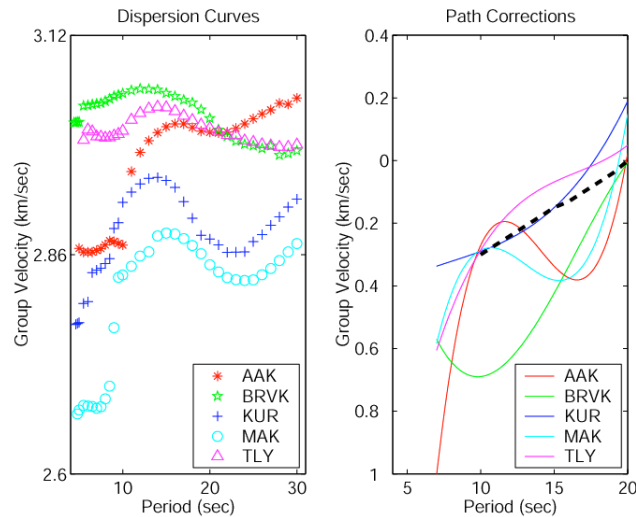 Dispersion Curves
3.12
2.86
2.6
Group Velocity (km/sec)
10
20
30
Period (sec)
AAK
BRVK
KUR
MAK
TLY
Path Corrections
0.4
0.2
0
0.2
0.4
0.6
0.8
1
Group Velocity (km/sec)
5
10
15
20
Period (sec)
AAK
BRVK
KUR
MAK
TLY